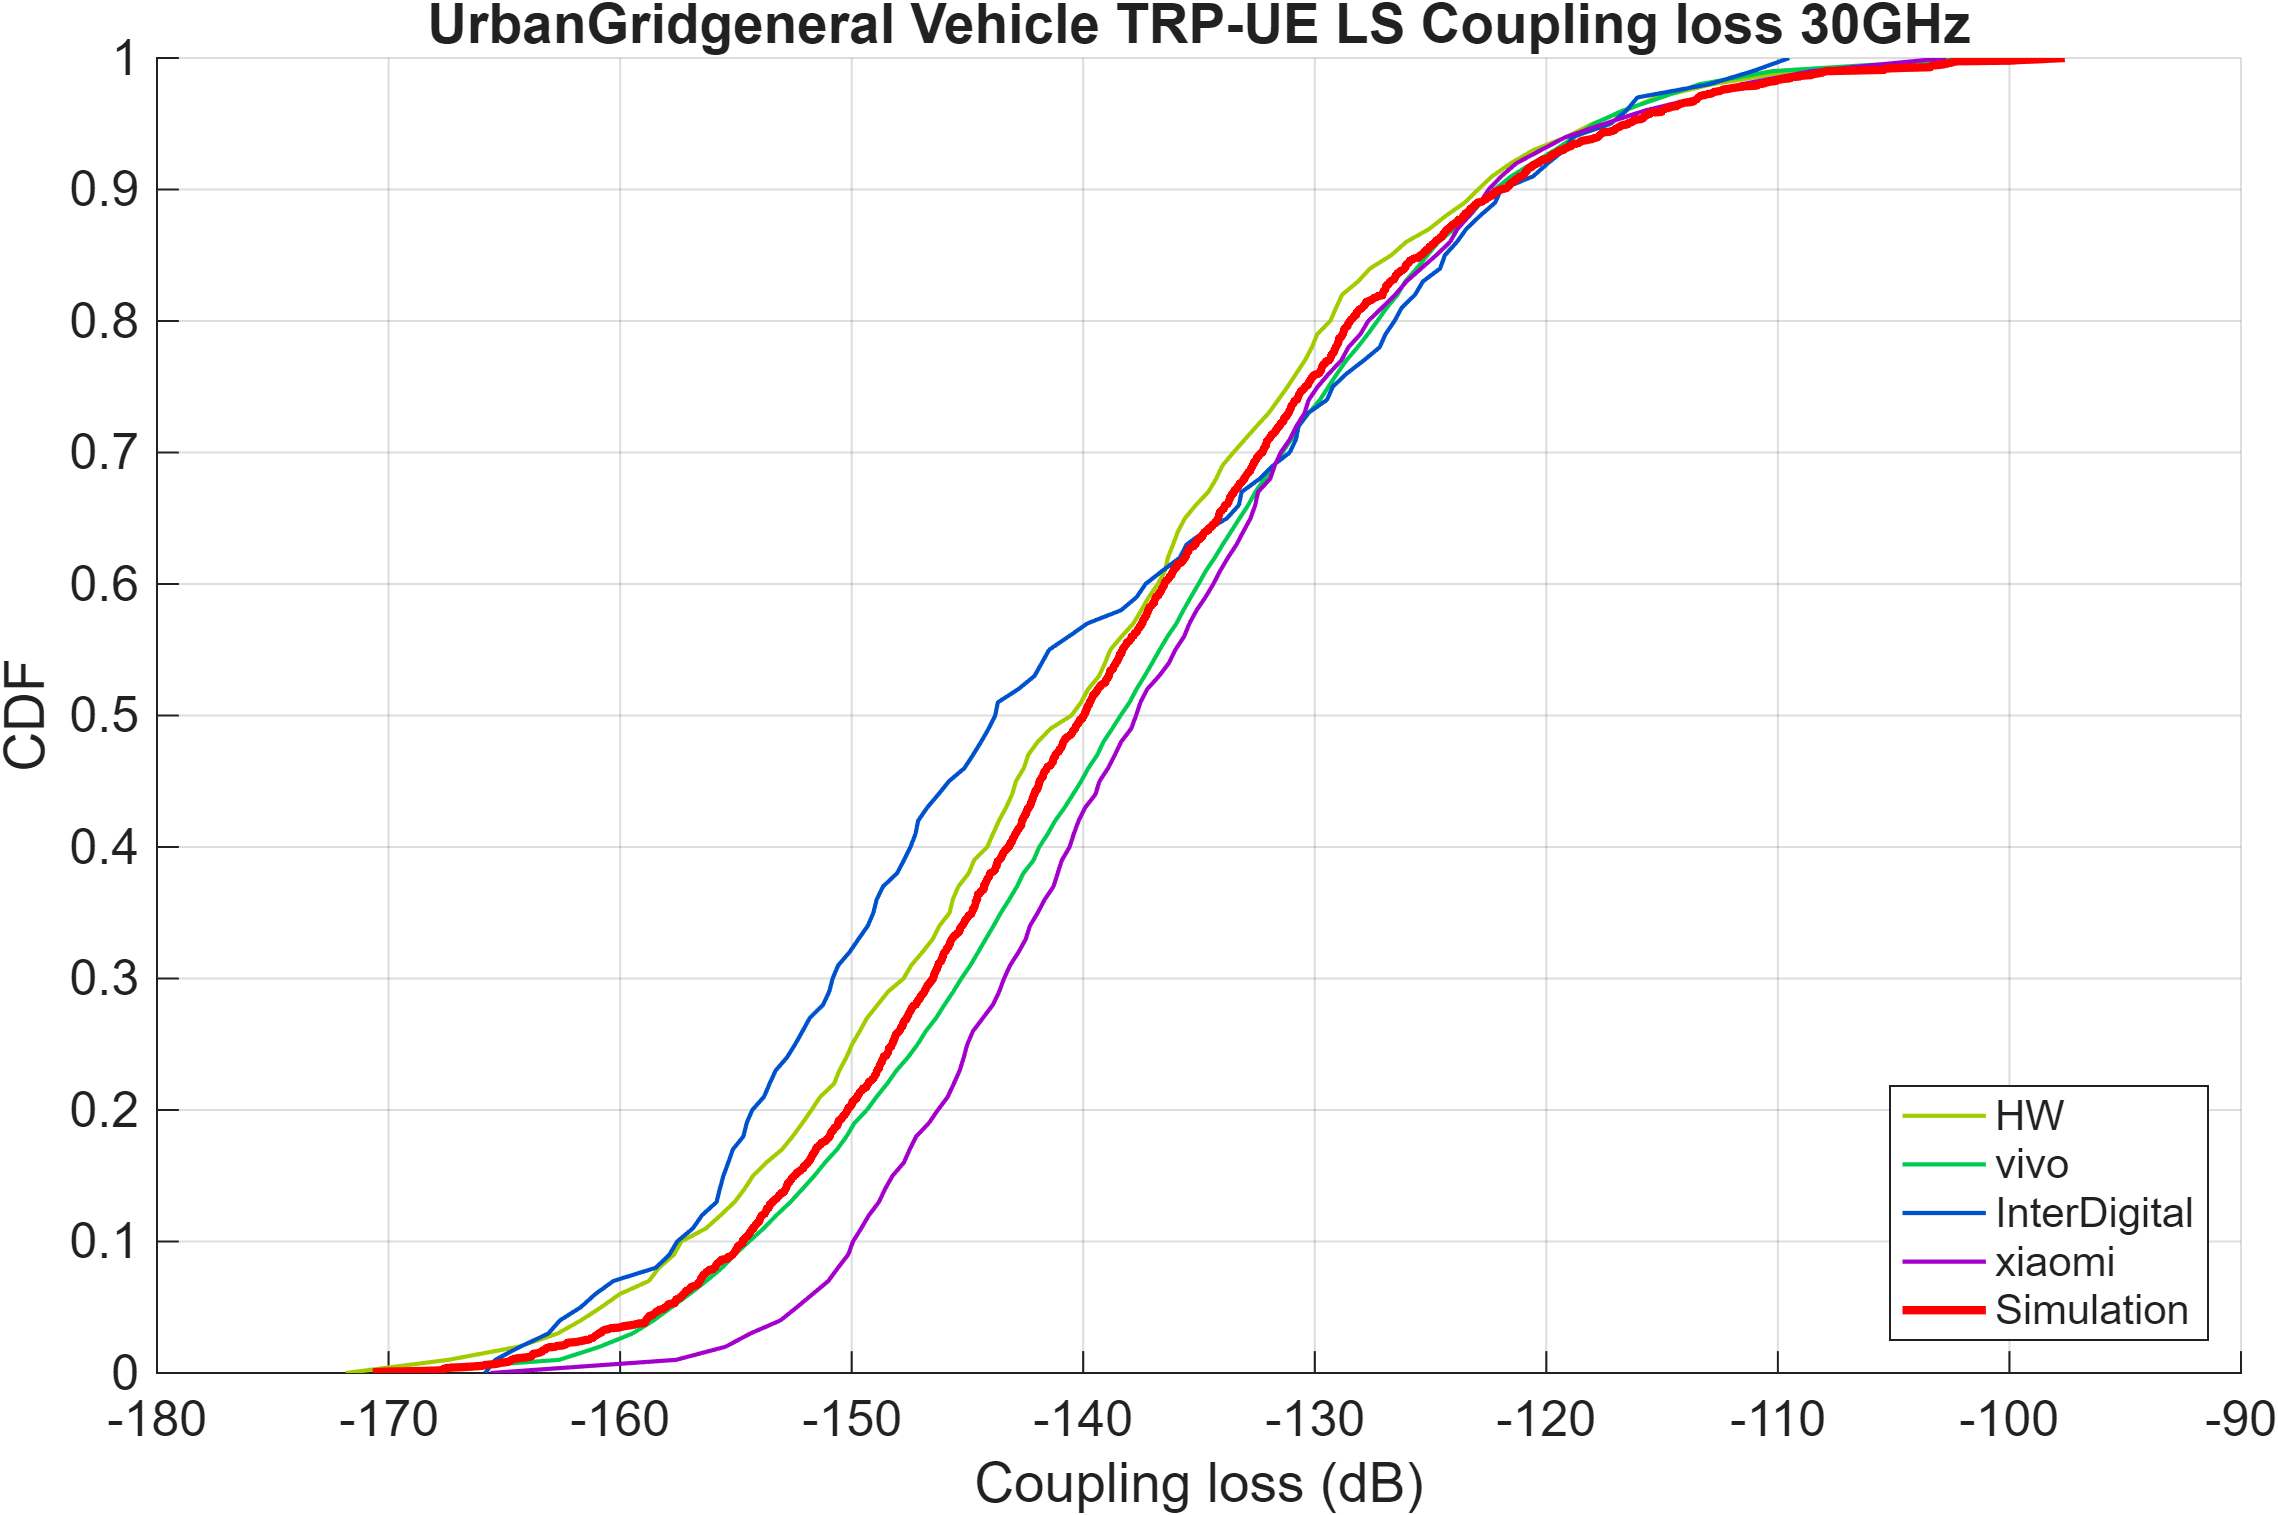 UrbanGridgeneral Vehicle TRP-UE LS Coupling loss 30GHz
1
0.9
0.8
0.7
0.6
0.5
0.4
0.3
0.2
0.1
0
CDF
HW
vivo
InterDigital
xiaomi
Simulation
-180 -170 -160 -150 -140 -130 -120 -110 -100 -90
Coupling loss (dB)